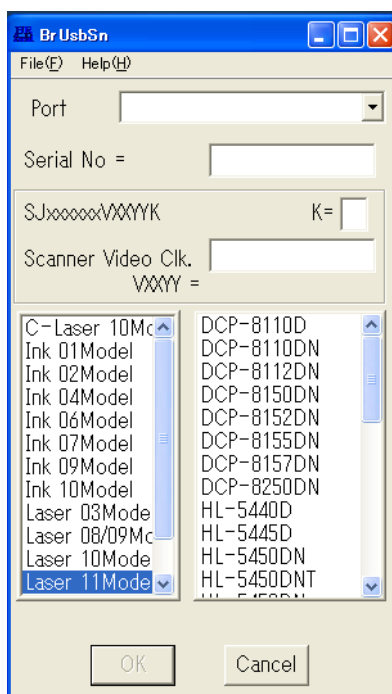 BrUsbSn
File(F) Help(H)
Port
Serial No =
SJxxxxxxVXXYYK K=
Scanner Video Clk.
VXXYY =
C-Laser 10Mc
Ink 01Model
Ink 02Model
Ink 04Model
Ink 06Model
Ink 07Model
Ink 09Model
Ink 10Model
Laser 03Mode
Laser 08/09Mc
Laser 10Model
Laser 11Mode
DCP-8110D
DCP-8110DN
DCP-8112DN
DCP-8150DN
DCP-8152DN
DCP-8155DN
DCP-8157DN
DCP-8250DN
HL-5440D
HL-5445D
HL-5450DN
HL-5450DNT
OK Cancel